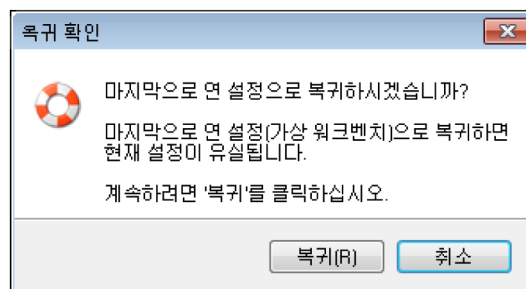 복귀 확인
마지막으로 연 설정으로 복귀하시겠습니까?
마지막으로 연 설정(가상 워크벤치)으로 복귀하면
현재 설정이 유실됩니다.
계속하려면 '복귀'를 클릭하십시오.
복귀(R)
취소